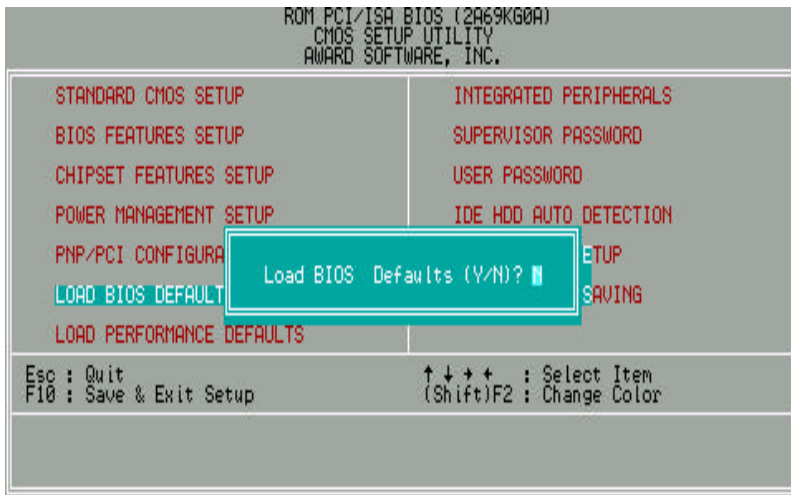 ROM PCI/ISA BIOS (2A69KG0A)
CMOS SETUP UTILITY
AWARD SOFTWARE, INC.
STANDARD CMOS SETUP
BIOS FEATURES SETUP
CHIPSET FEATURES SETUP
POWER MANAGEMENT SETUP
PNP/PCI CONFIGURA
LOAD BIOS DEFAULT
LOAD PERFORMANCE DEFAULTS
INTEGRATED PERIPHERALS
SUPERVISOR PASSWORD
USER PASSWORD
IDE HDD AUTO DETECTION
ETUP
SAVING
Load BIOS Defaults (Y/N)? N
Esc : Quit
F10 : Save & Exit Setup
↑ ↓ → ← : Select Item
(Shift)F2 : Change Color